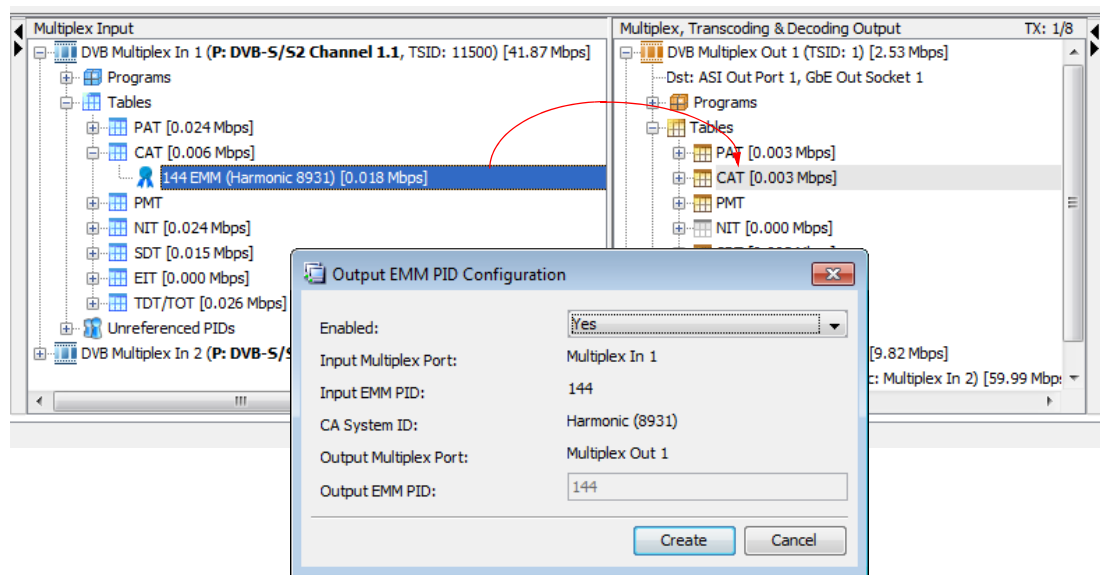 Multiplex Input
DVB Multiplex In 1 (P: DVB-S/S2 Channel 1.1, TSID: 11500) [41.87 Mbps]
Programs
Tables
PAT [0.024 Mbps]
CAT [0.006 Mbps]
144 EMM (Harmonic 8931) [0.018 Mbps]
PMT
NIT [0.024 Mbps]
SDT [0.015 Mbps]
EIT [0.000 Mbps]
TDT/TOT [0.026 Mbps]
Unreferenced PIDs
DVB Multiplex In 2 (P: DVB-S/S
Multiplex, Transcoding & Decoding Output TX: 1/8
DVB Multiplex Out 1 (TSID: 1) [2.53 Mbps]
Dst: ASI Out Port 1, GbE Out Socket 1
Programs
Tables
PAT [0.003 Mbps]
CAT [0.003 Mbps]
PMT
NIT [0.000 Mbps]
[9.82 Mbps]
c: Multiplex In 2) [59.99 Mbps
Output EMM PID Configuration
Enabled: Yes
Input Multiplex Port: Multiplex In 1
Input EMM PID: 144
CA System ID: Harmonic (8931)
Output Multiplex Port: Multiplex Out 1
Output EMM PID: 144
Create Cancel